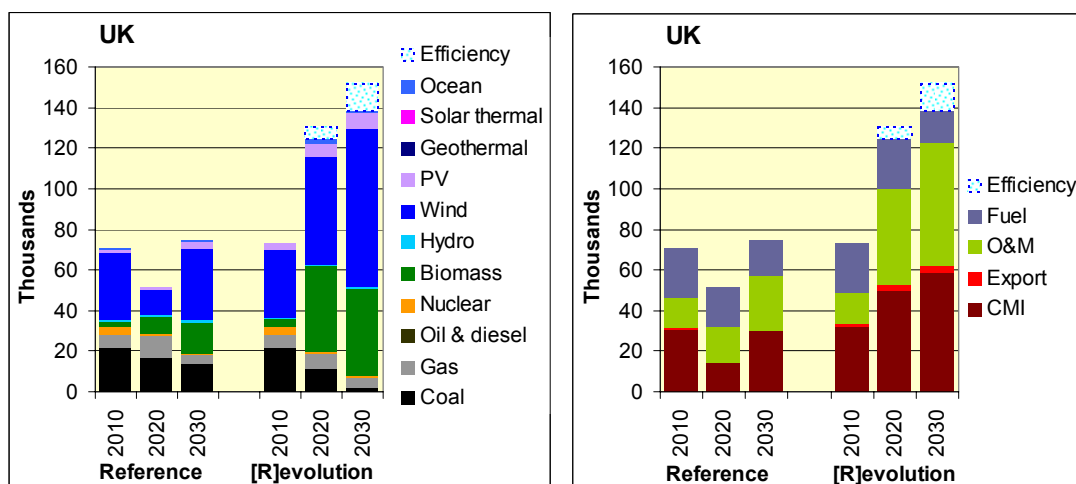 UK
Thousands
160
140
120
100
80
60
40
20
0
2010
2020
2030
2010
2020
2030
Reference
[R]evolution
Efficiency
Ocean
Solar thermal
Geothermal
PV
Wind
Hydro
Biomass
Nuclear
Oil & diesel
Gas
Coal
UK
Thousands
160
140
120
100
80
60
40
20
0
2010
2020
2030
2010
2020
2030
Reference
[R]evolution
Efficiency
Fuel
O&M
Export
CMI